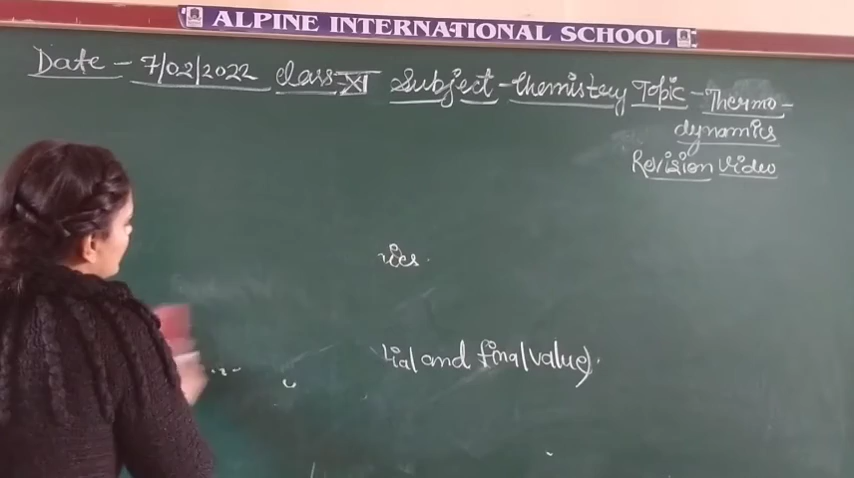 ALPINE INTERNATIONAL SCHOOL
Date - 7/02/2022 class-XI Subject - Chemistry Topic - Thermo-
dynamics
Revision Video
ies.
tial and final value).